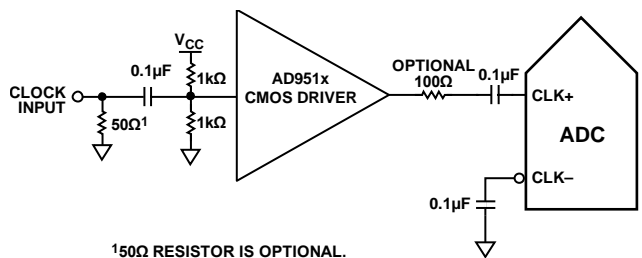 V_CC
0.1µF
1kΩ
CLOCK
INPUT
50Ω¹
1kΩ
AD951x
CMOS DRIVER
OPTIONAL
100Ω
0.1µF
CLK+
ADC
CLK–
0.1µF
¹50Ω RESISTOR IS OPTIONAL.